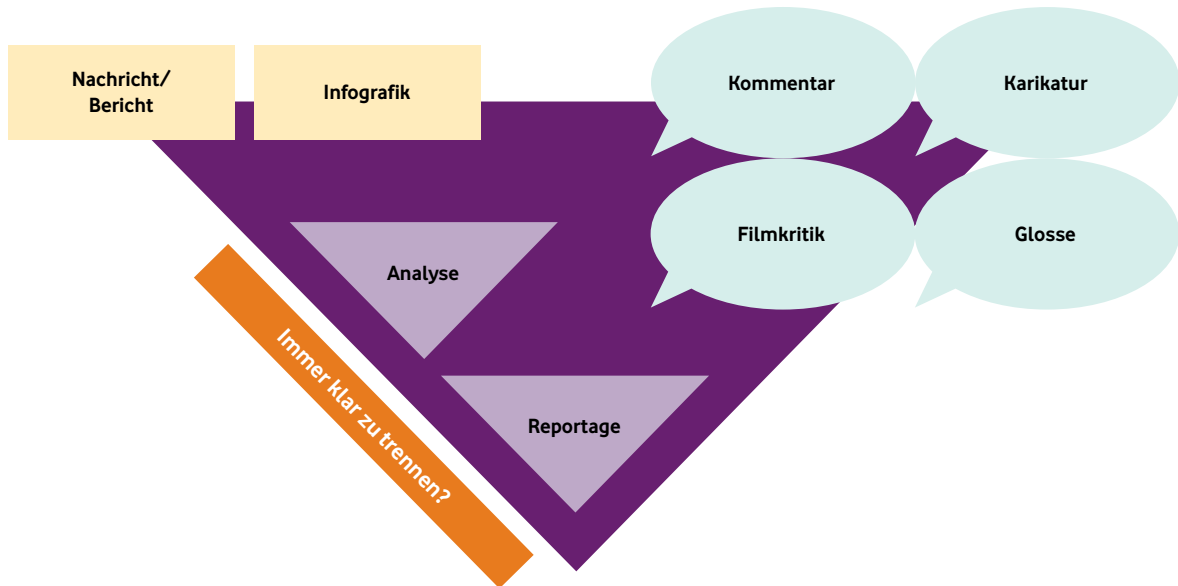 Nachricht/
Bericht
Infografik
Kommentar
Karikatur
Filmkritik
Glosse
Analyse
Reportage
Immer klar zu trennen?